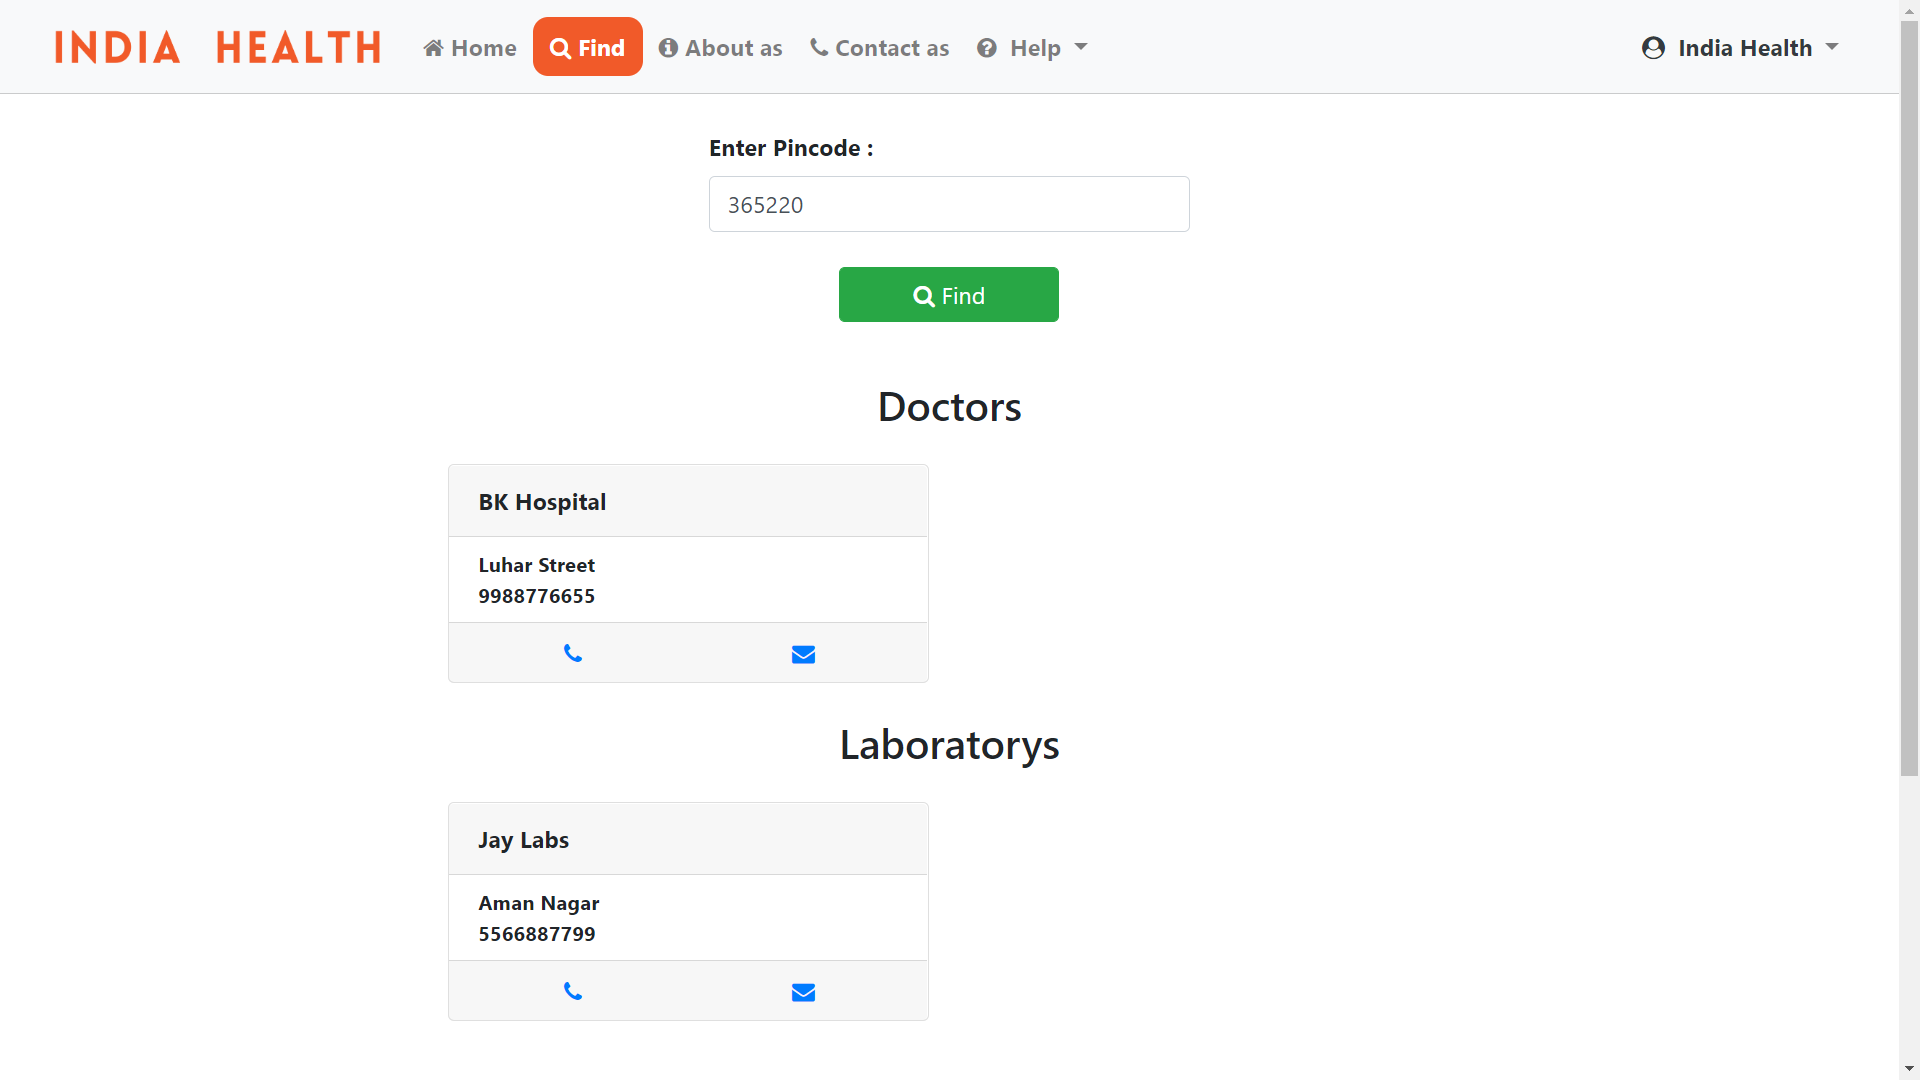 INDIA HEALTH
Home
Find
About as
Contact as
Help
India Health
Enter Pincode :
365220
Find
Doctors
BK Hospital
Luhar Street
9988776655
Laboratorys
Jay Labs
Aman Nagar
5566887799